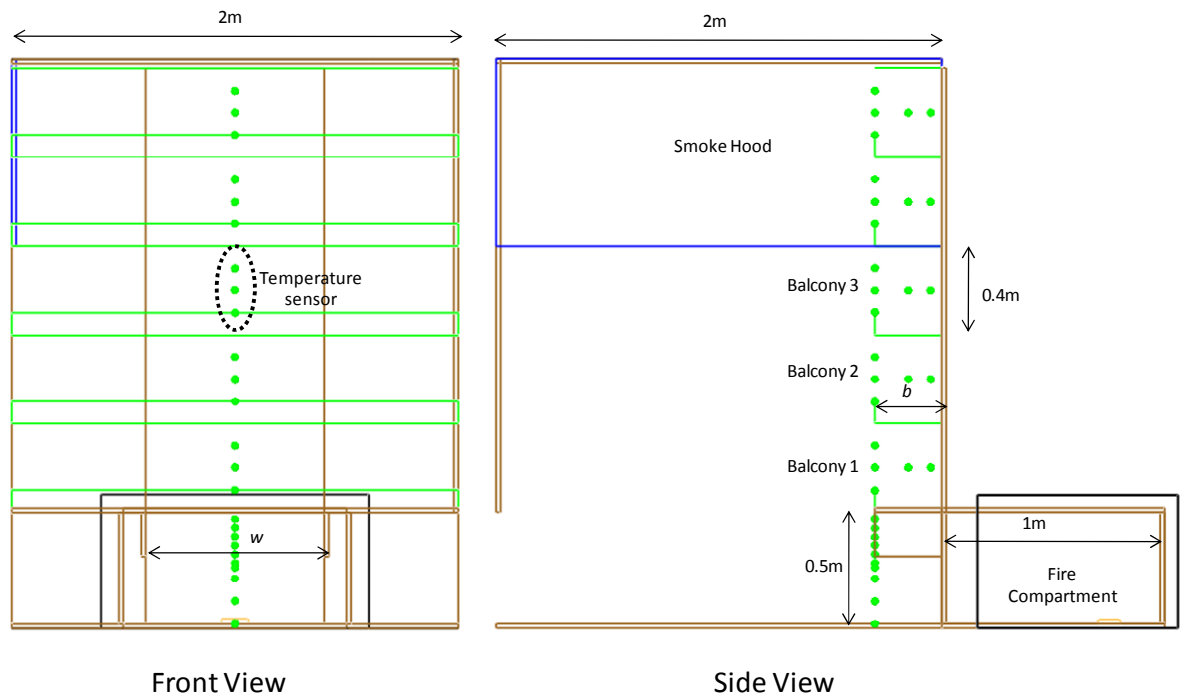 2m
2m
Smoke Hood
Temperature
sensor
Balcony 3
0.4m
Balcony 2
b
Balcony 1
w
0.5m
1m
Fire
Compartment
Front View
Side View